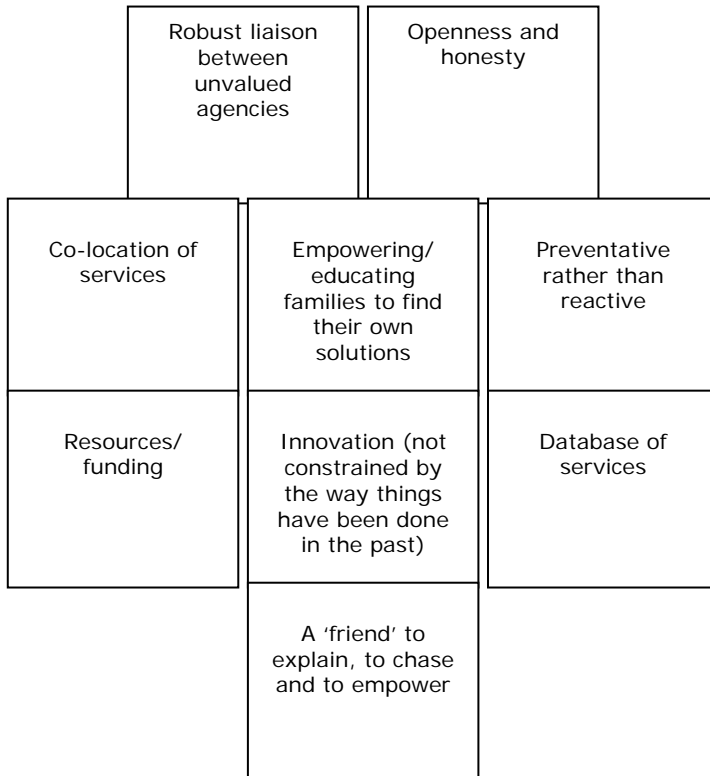 Robust liaison
between
unvalued
agencies
Openness and
honesty
Co-location of
services
Empowering/
educating
families to find
their own
solutions
Preventative
rather than
reactive
Resources/
funding
Innovation (not
constrained by
the way things
have been done
in the past)
Database of
services
A ‘friend’ to
explain, to chase
and to empower